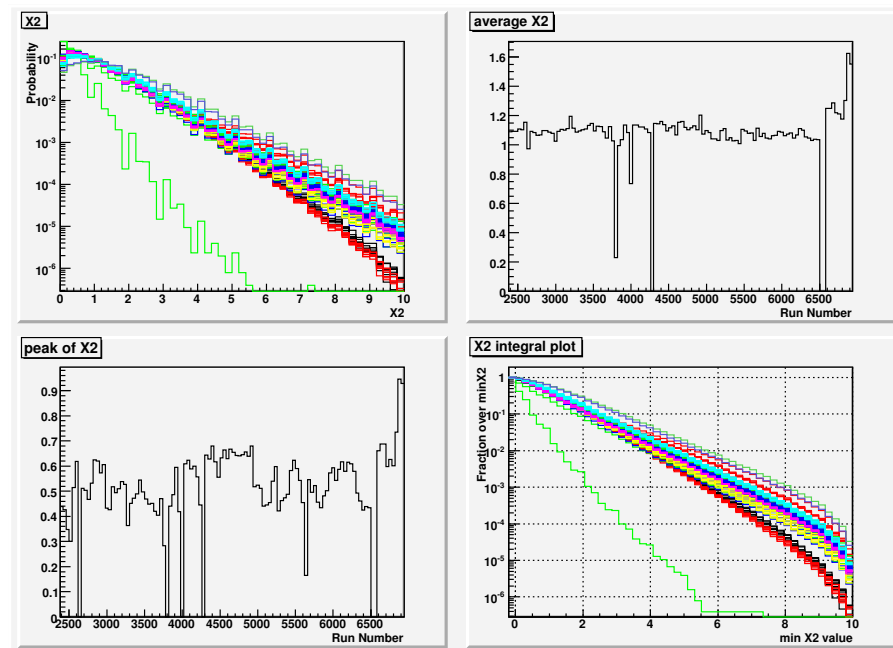 X2
Probability
10^-1
10^-2
10^-3
10^-4
10^-5
10^-6
0 1 2 3 4 5 6 7 8 9 10
X2
average X2
1.6
1.4
1.2
1
0.8
0.6
0.4
0.2
0
2500 3000 3500 4000 4500 5000 5500 6000 6500
Run Number
peak of X2
0.9
0.8
0.7
0.6
0.5
0.4
0.3
0.2
0.1
0
2500 3000 3500 4000 4500 5000 5500 6000 6500
Run Number
X2 integral plot
Fraction over minX2
1
10^-1
10^-2
10^-3
10^-4
10^-5
10^-6
0 2 4 6 8 10
min X2 value